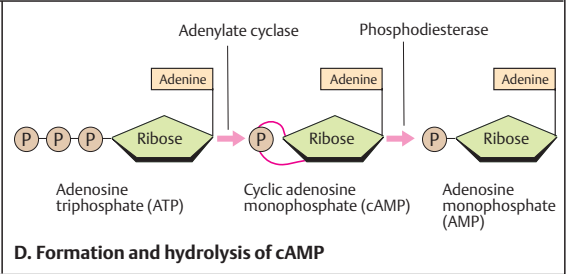 Adenylate cyclase
Phosphodiesterase
Adenine
Adenine
Adenine
P P P Ribose
P Ribose
P Ribose
Adenosine
triphosphate (ATP)
Cyclic adenosine
monophosphate (cAMP)
Adenosine
monophosphate
(AMP)
D. Formation and hydrolysis of cAMP